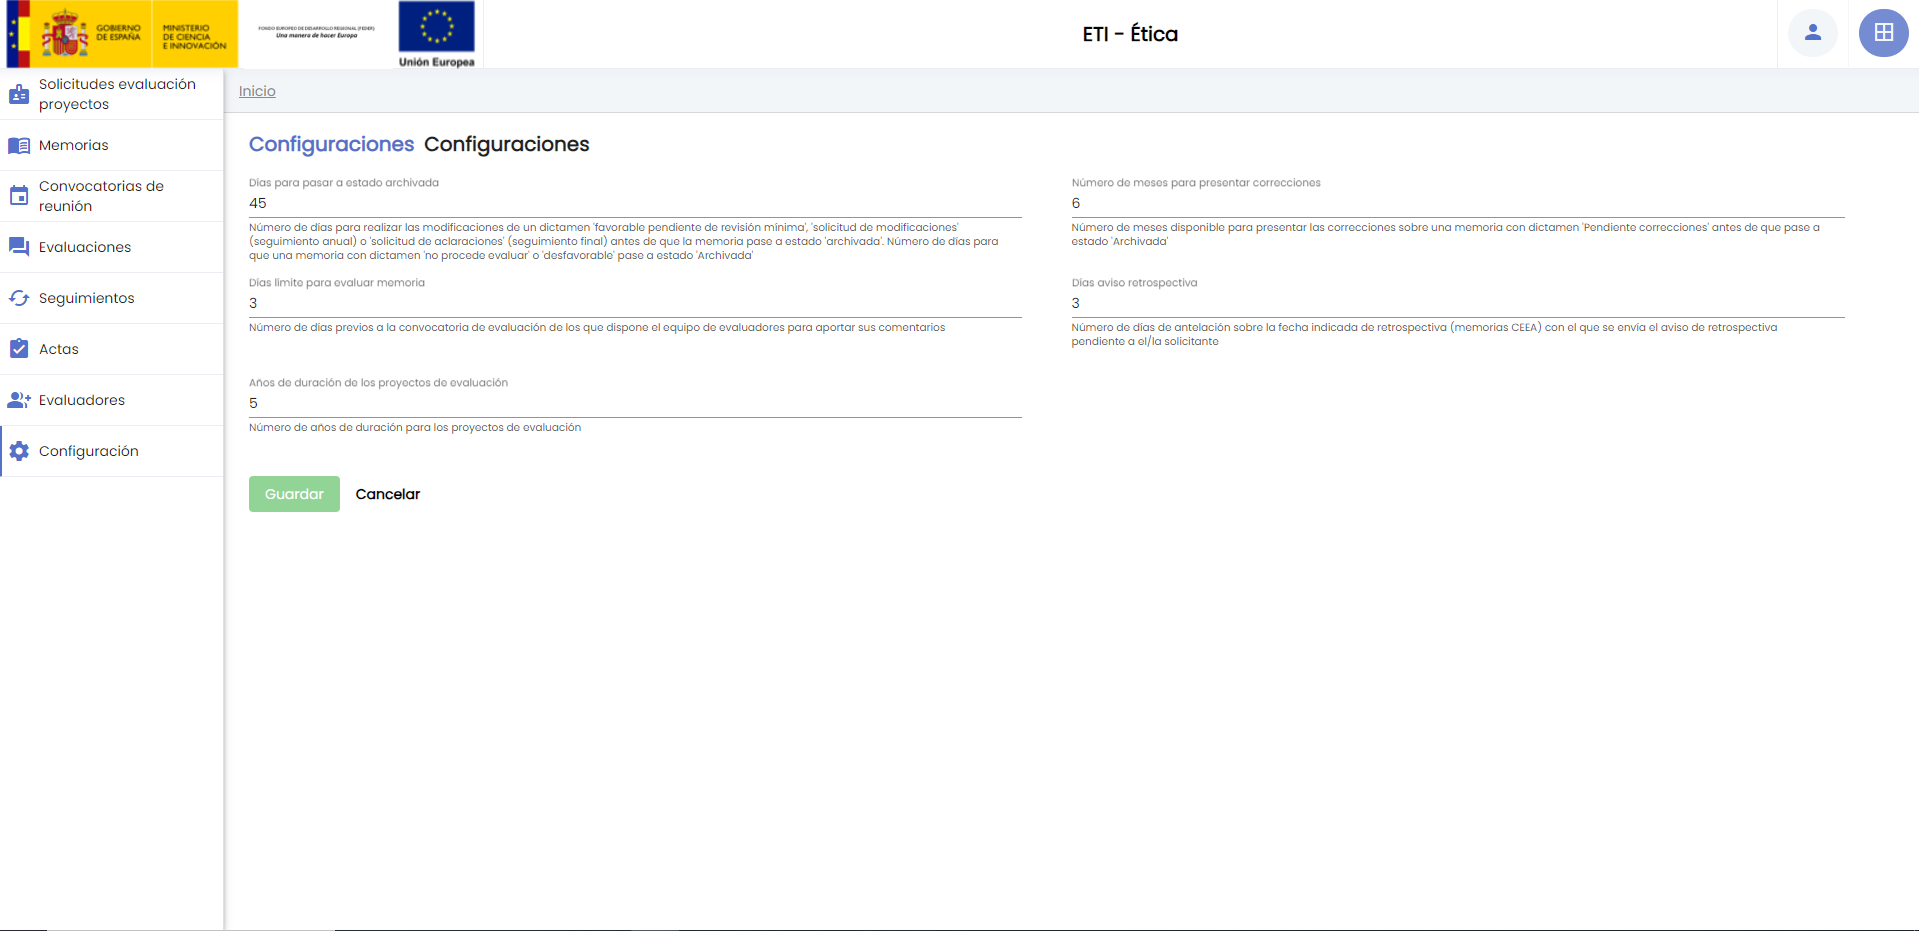 GOBIERNO
DE ESPAÑA
MINISTERIO
DE CIENCIA
E INNOVACIÓN
FONDO EUROPEO DE DESARROLLO REGIONAL (FEDER)
Una manera de hacer Europa
Unión Europea
ETI - Ética
Solicitudes evaluación
proyectos
Memorias
Convocatorias de
reunión
Evaluaciones
Seguimientos
Actas
Evaluadores
Configuración
Inicio
Configuraciones Configuraciones
Días para pasar a estado archivada
45
Número de días para realizar las modificaciones de un dictamen 'favorable pendiente de revisión mínima', 'solicitud de modificaciones'
(seguimiento anual) o 'solicitud de aclaraciones' (seguimiento final) antes de que la memoria pase a estado 'archivada'. Número de días para
que una memoria con dictamen 'no procede evaluar' o 'desfavorable' pase a estado 'Archivada'
Número de meses para presentar correcciones
6
Número de meses disponible para presentar las correcciones sobre una memoria con dictamen 'Pendiente correcciones' antes de que pase a
estado 'Archivada'
Días límite para evaluar memoria
3
Número de días previos a la convocatoria de evaluación de los que dispone el equipo de evaluadores para aportar sus comentarios
Días aviso retrospectiva
3
Número de días de antelación sobre la fecha indicada de retrospectiva (memorias CEEA) con el que se envía el aviso de retrospectiva
pendiente a el/la solicitante
Años de duración de los proyectos de evaluación
5
Número de años de duración para los proyectos de evaluación
Guardar Cancelar